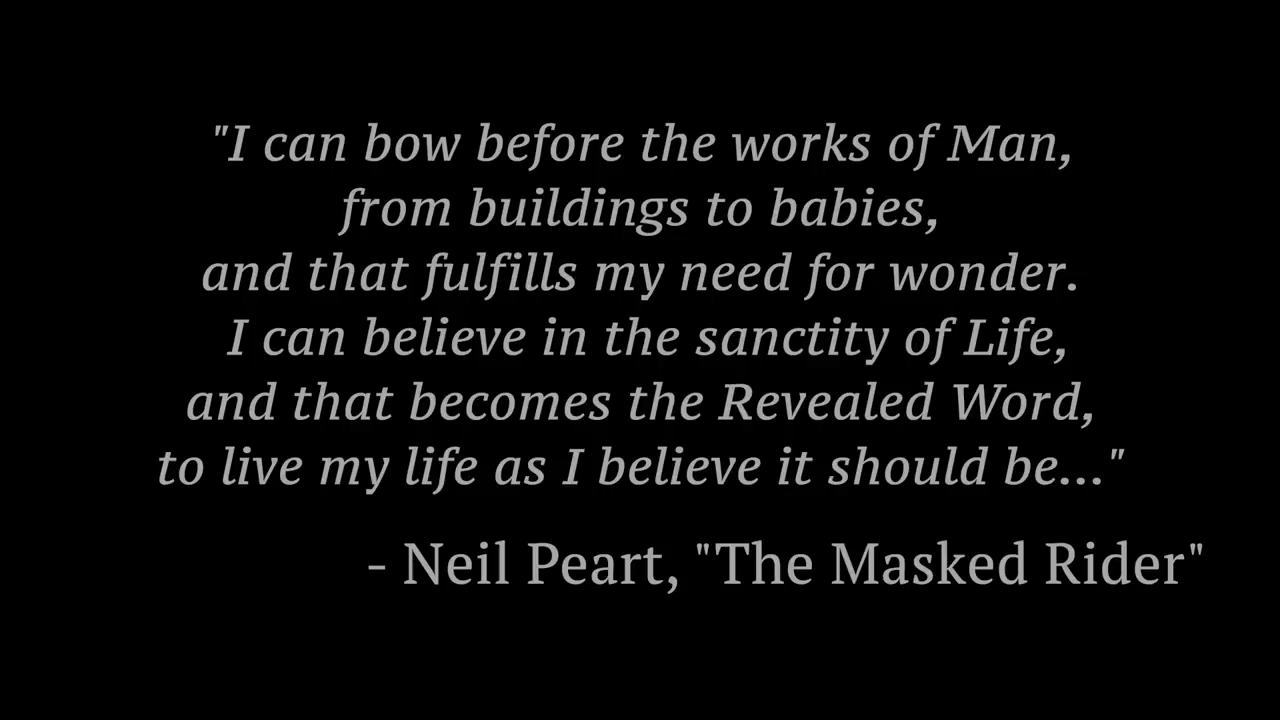 "I can bow before the works of Man,
from buildings to babies,
and that fulfills my need for wonder.
I can believe in the sanctity of Life,
and that becomes the Revealed Word,
to live my life as I believe it should be..."
- Neil Peart, "The Masked Rider"